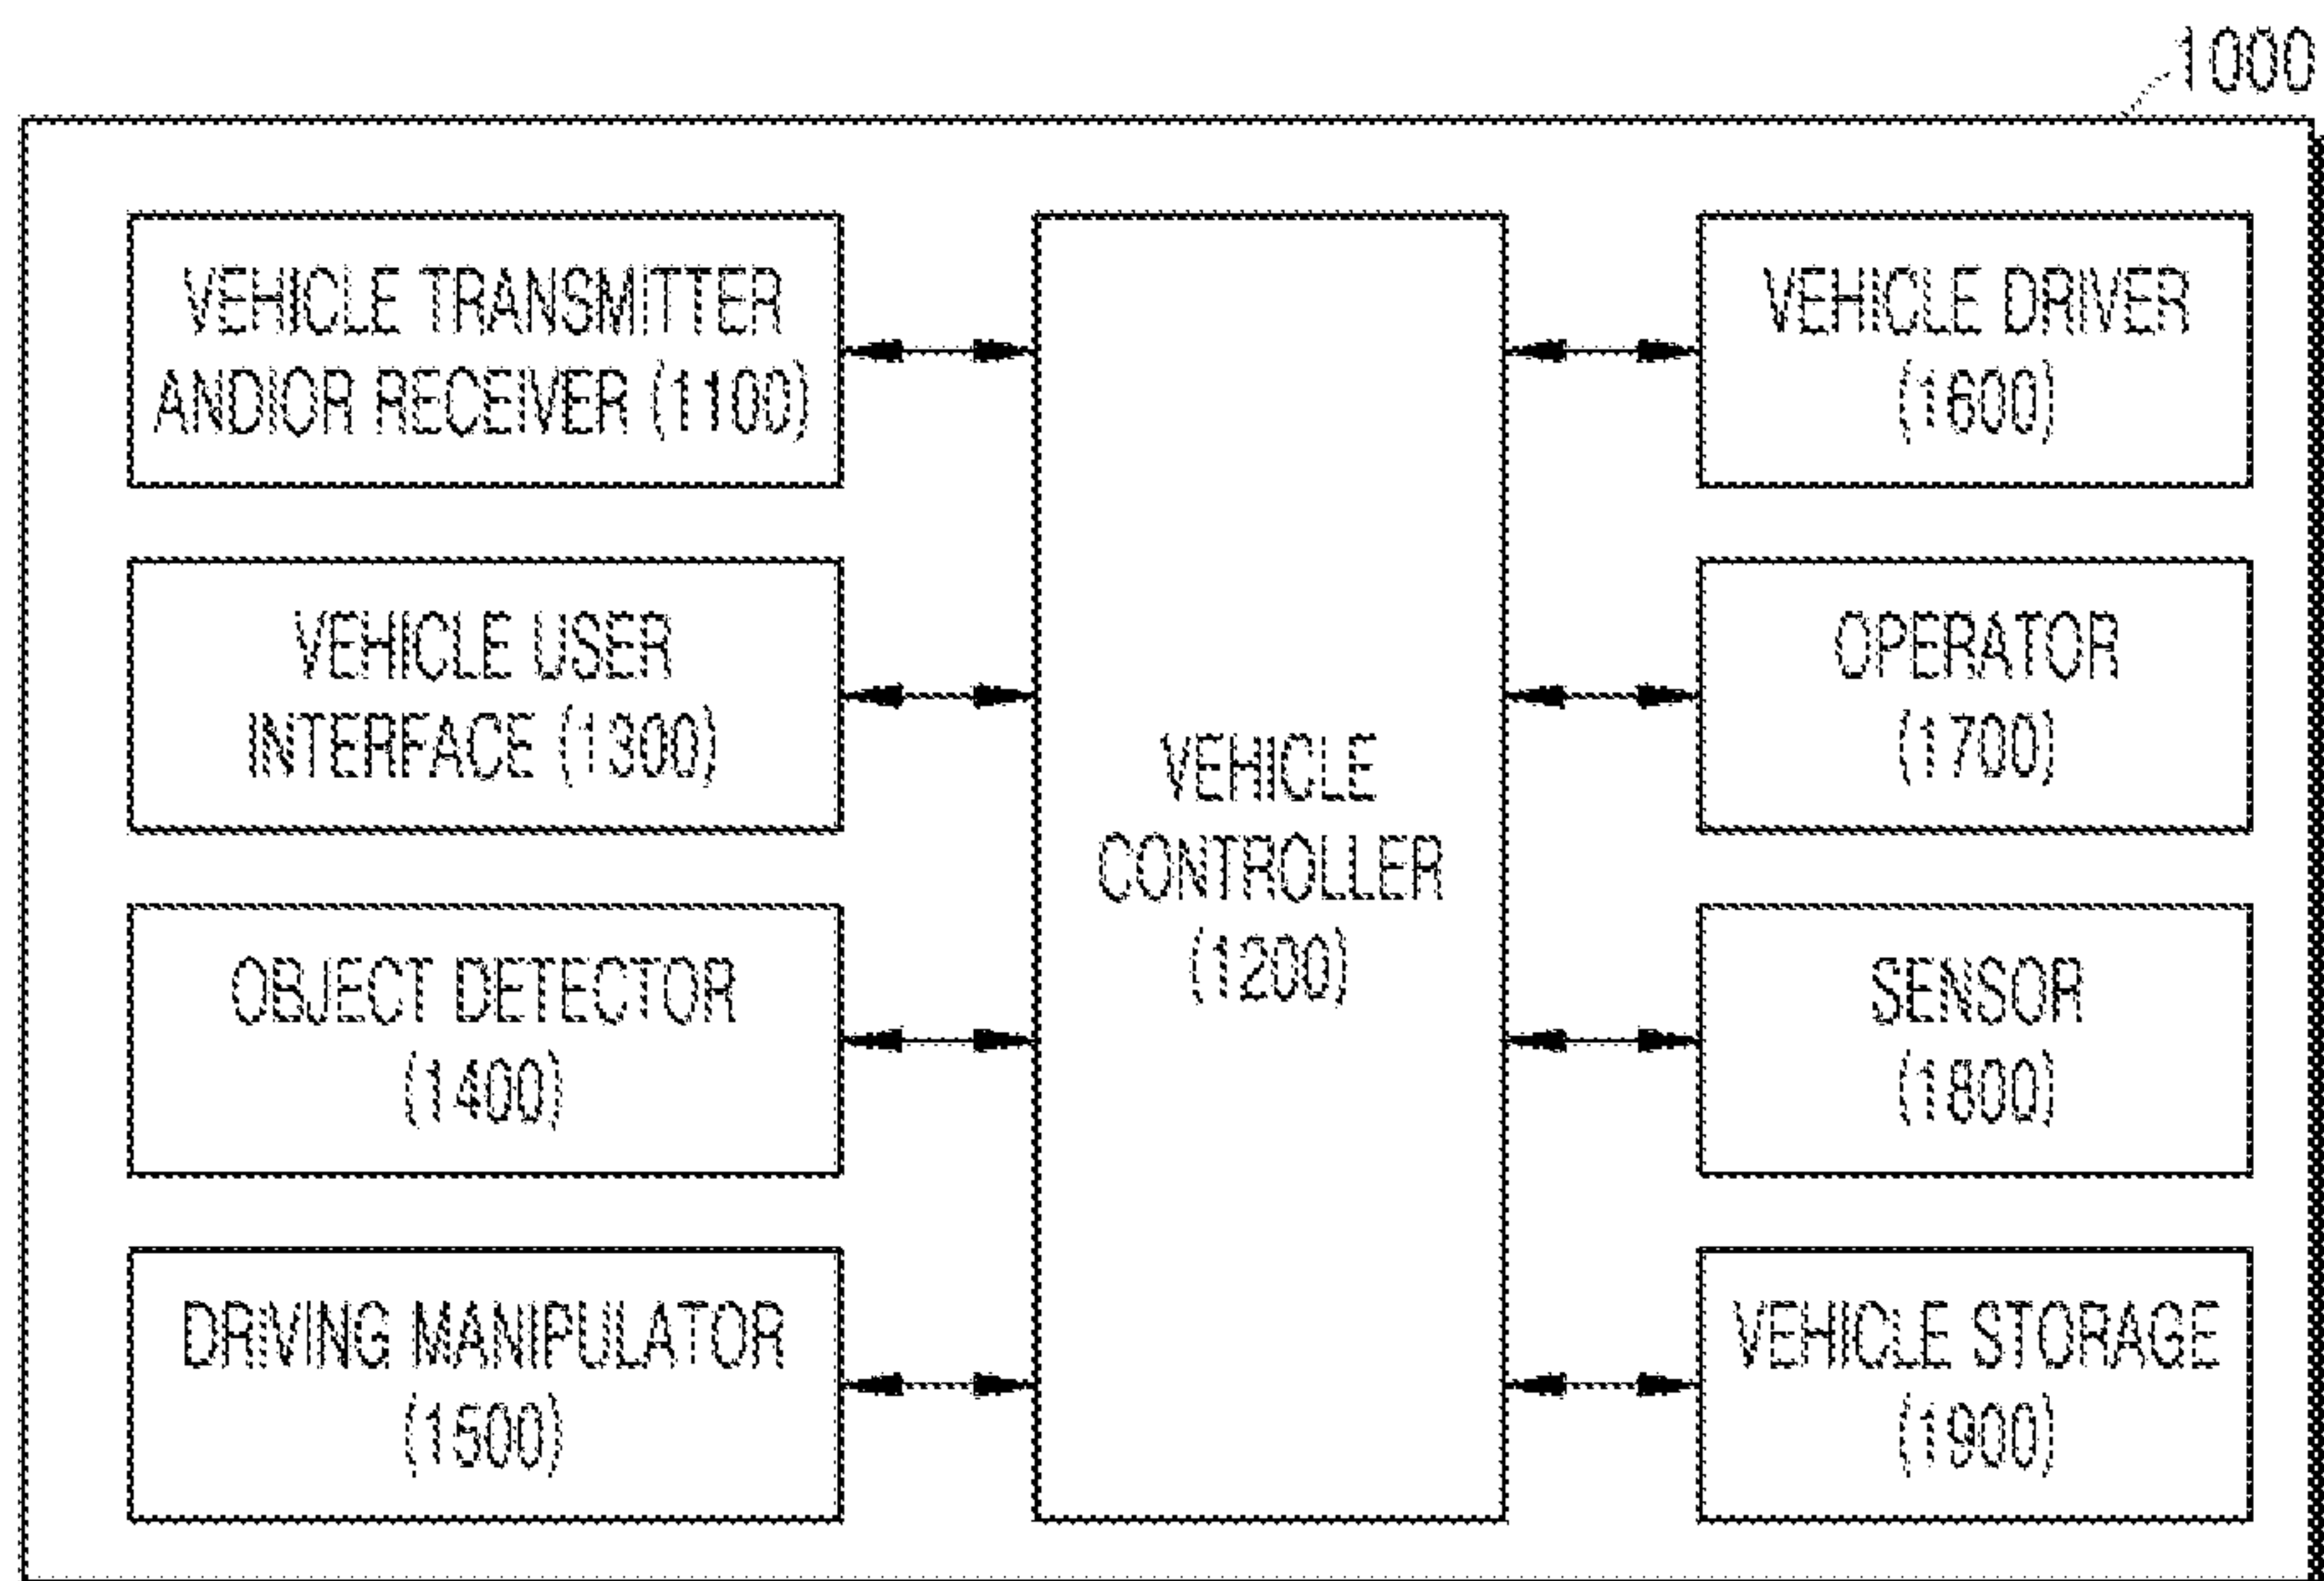 1000
VEHICLE TRANSMITTER
ANDIOR RECEIVER (1100)
VEHICLE USER
INTERFACE (1300)
OBJECT DETECTOR
(1400)
DRIVING MANIPULATOR
(1500)
VEHICLE
CONTROLLER
(1200)
VEHICLE DRIVER
(1600)
OPERATOR
(1700)
SENSOR
(1800)
VEHICLE STORAGE
(1900)